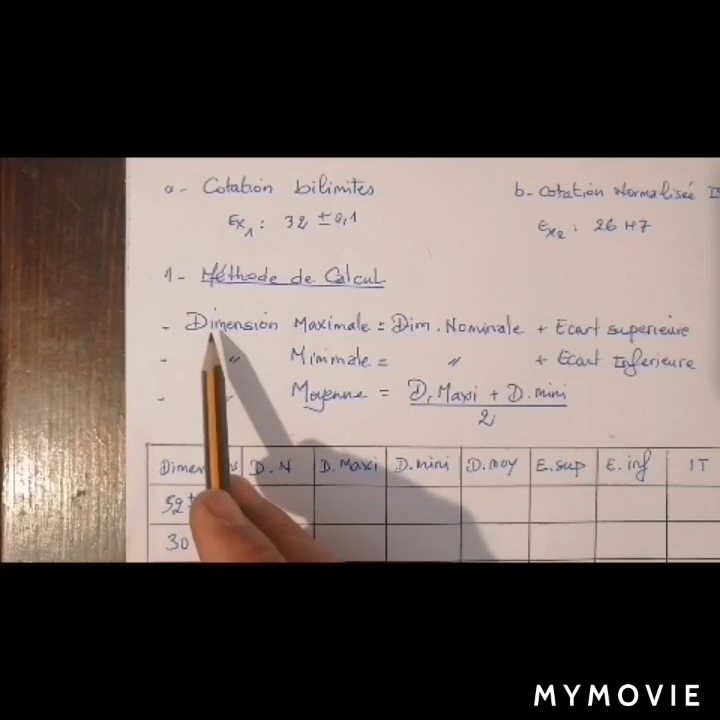 a- Cotation bilimites
b- Cotation Normalisée
Ex1 : 32 ±0,1
Ex2 : 26 H7
1- Méthode de Calcul
- Dimension Maximale = Dim. Nominale + Ecart superieure
- " Minimale = " + Ecart Inferieure
- " Moyenne = D. Maxi + D. mini
2
D.N D. Maxi D. mini D. moy E. sup E. inf IT
52
30
MYMOVIE